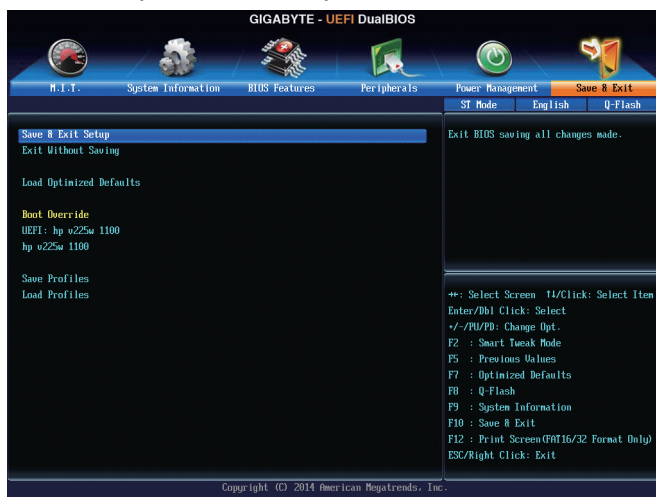 GIGABYTE - UEFI DualBIOS
M.I.T. System Information BIOS Features Peripherals Power Management Save & Exit
ST Mode English Q-Flash
Save & Exit Setup
Exit Without Saving
Load Optimized Defaults
Boot Override
UEFI: hp v225w 1100
hp v225w 1100
Save Profiles
Load Profiles
Exit BIOS saving all changes made.
→←: Select Screen ↑↓/Click: Select Item
Enter/Dbl Click: Select
+/-/PU/PD: Change Opt.
F2 : Smart Tweak Mode
F5 : Previous Values
F7 : Optimized Defaults
F8 : Q-Flash
F9 : System Information
F10 : Save & Exit
F12 : Print Screen(FAT16/32 Format Only)
ESC/Right Click: Exit
Copyright (C) 2014 American Megatrends, Inc.